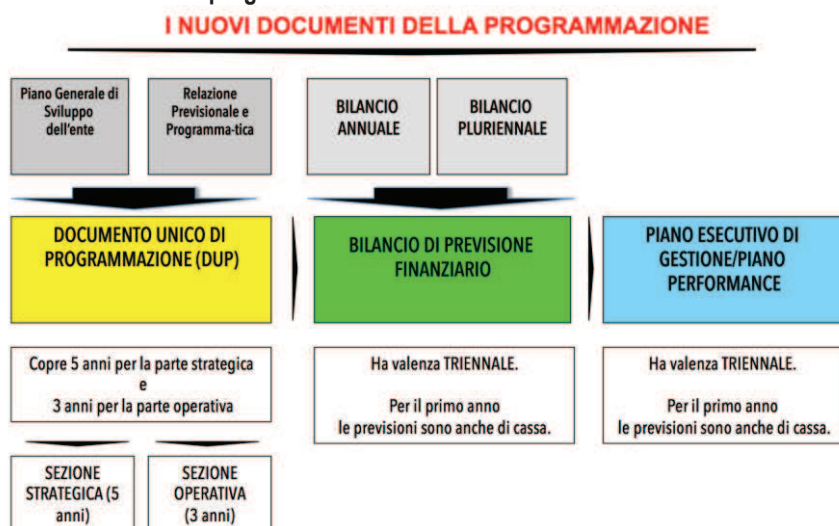 I NUOVI DOCUMENTI DELLA PROGRAMMAZIONE
Piano Generale di
Sviluppo
dell'ente
Relazione
Previsionale e
Programma-tica
BILANCIO
ANNUALE
BILANCIO
PLURIENNALE
DOCUMENTO UNICO DI
PROGRAMMAZIONE (DUP)
BILANCIO DI PREVISIONE
FINANZIARIO
PIANO ESECUTIVO DI
GESTIONE/PIANO
PERFORMANCE
Copre 5 anni per la parte strategica
e
3 anni per la parte operativa
Ha valenza TRIENNALE.
Per il primo anno
le previsioni sono anche di cassa.
Ha valenza TRIENNALE.
Per il primo anno
le previsioni sono anche di cassa.
SEZIONE
STRATEGICA (5
anni)
SEZIONE
OPERATIVA
(3 anni)